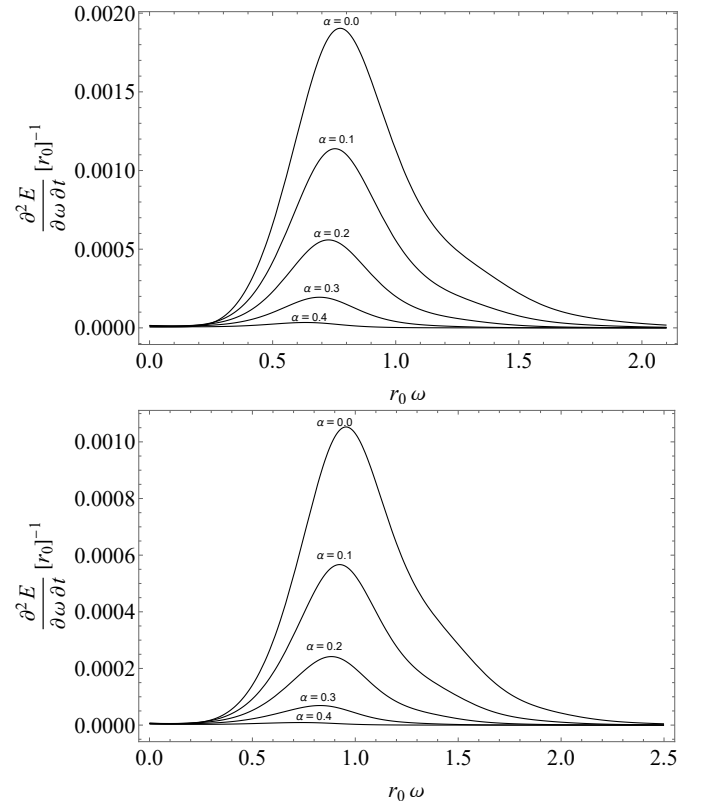 0.0020
α = 0.0
0.0015
α = 0.1
0.0010
∂²E/∂ω ∂t [r₀]⁻¹
α = 0.2
0.0005
α = 0.3
α = 0.4
0.0000
0.0 0.5 1.0 1.5 2.0
r₀ ω
α = 0.0
0.0010
0.0008
α = 0.1
0.0006
∂²E/∂ω ∂t [r₀]⁻¹
0.0004
α = 0.2
0.0002
α = 0.3
α = 0.4
0.0000
0.0 0.5 1.0 1.5 2.0 2.5
r₀ ω